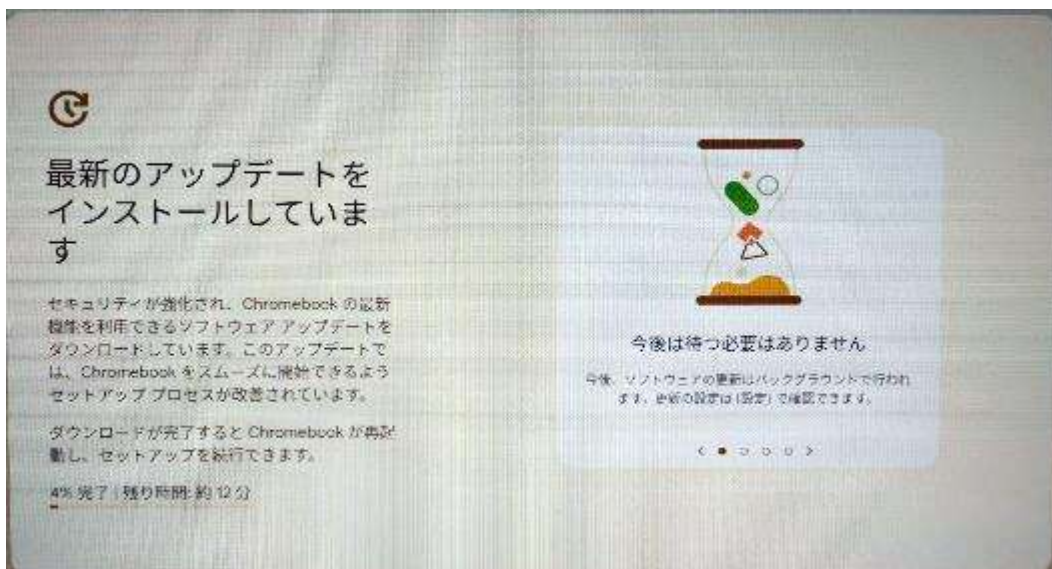 最新のアップデートを
インストールしていま
す
セキュリティが強化され、Chromebook の最新
機能を利用できるソフトウェア アップデートを
ダウンロードしています。このアップデートで
は、Chromebook をスムーズに開始できるよう
セットアップ プロセスが改善されています。
ダウンロードが完了すると Chromebook が再起
動し、セットアップを続行できます。
4% 完了 | 残り時間: 約 12 分
今後は待つ必要はありません
今後、ソフトウェアの更新はバックグラウンドで行われ
ます。更新の設定は [設定] で確認できます。